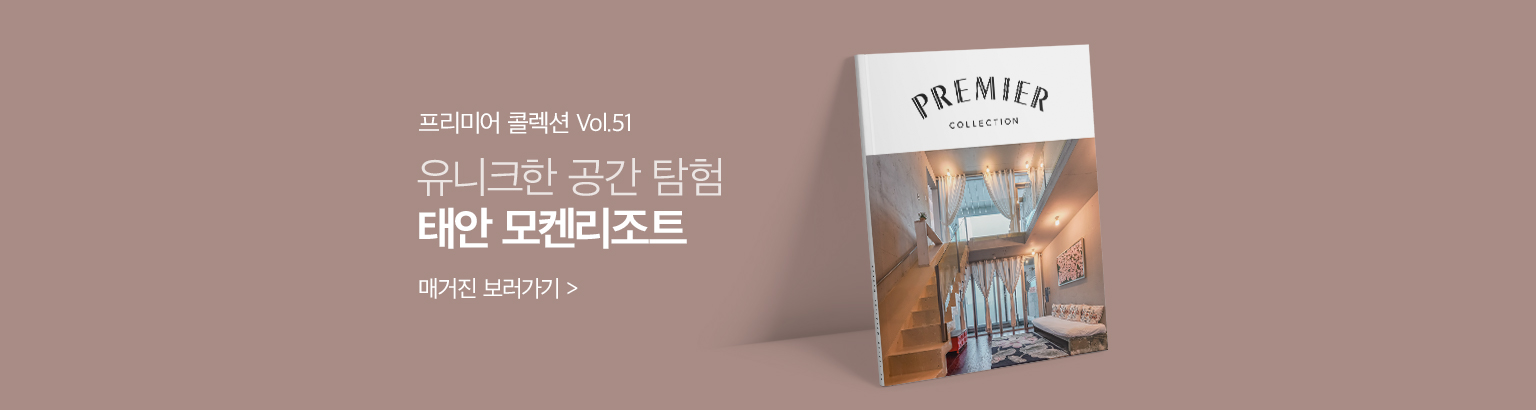 프리미어 콜렉션 Vol.51
유니크한 공간 탐험
태안 모켄리조트
매거진 보러가기 >
PREMIER
COLLECTION